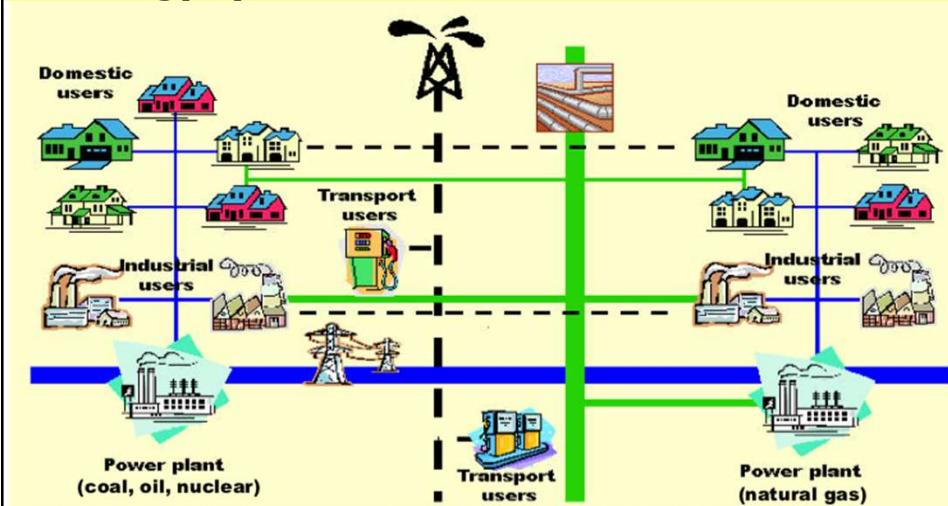 Domestic
users
Domestic
users
Transport
users
Industrial
users
Industrial
users
Power plant
(coal, oil, nuclear)
Transport
users
Power plant
(natural gas)